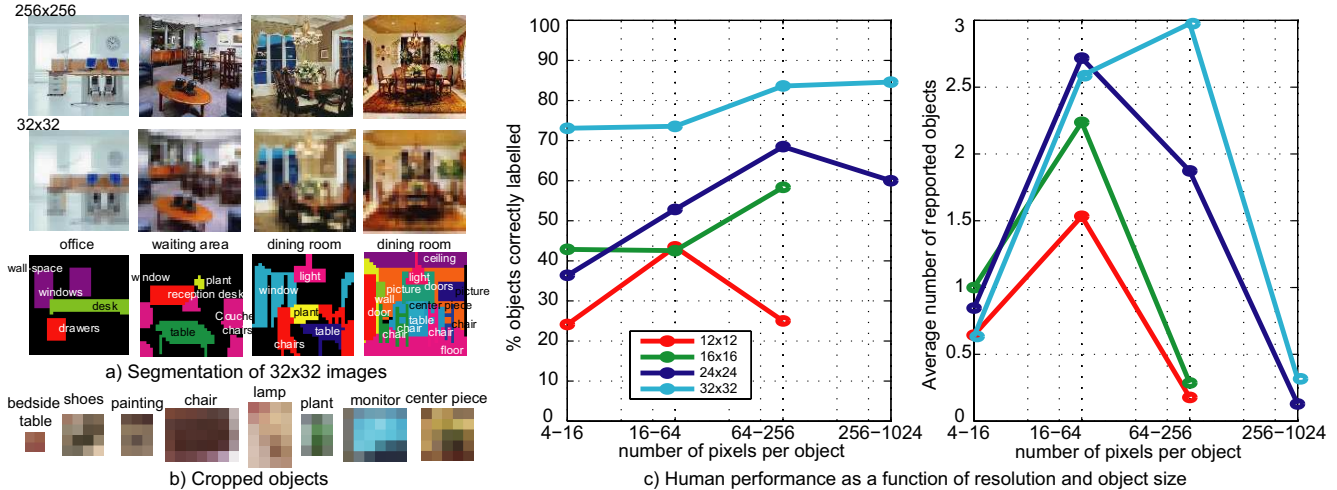 256x256
32x32
office
waiting area
dining room
dining room
wall-space
windows
desk
drawers
window
plant
reception desk
Couche
chairs
table
light
window
plant
table
chairs
ceiling
light
picture
doors
picture
wall
center piece
door
table
chair
chair
chair
chair
floor
a) Segmentation of 32x32 images
bedside table
shoes
painting
chair
lamp
plant
monitor
center piece
b) Cropped objects
% objects correctly labelled
100
90
80
70
60
50
40
30
20
10
0
12x12
16x16
24x24
32x32
4−16
16−64
64−256
256−1024
number of pixels per object
Average number of reported objects
3
2.5
2
1.5
1
0.5
0
4−16
16−64
64−256
256−1024
number of pixels per object
c) Human performance as a function of resolution and object size